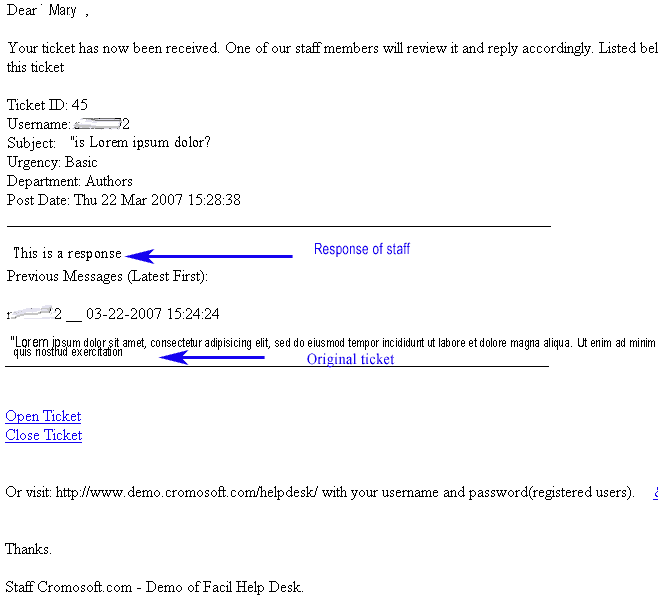 Dear Mary ,
Your ticket has now been received. One of our staff members will review it and reply accordingly. Listed bel
this ticket
Ticket ID: 45
Username: 2
Subject: "is Lorem ipsum dolor?
Urgency: Basic
Department: Authors
Post Date: Thu 22 Mar 2007 15:28:38
This is a response
Response of staff
Previous Messages (Latest First):
2 __ 03-22-2007 15:24:24
"Lorem ipsum dolor sit amet, consectetur adipisicing elit, sed do eiusmod tempor incididunt ut labore et dolore magna aliqua. Ut enim ad minim
quis nostrud exercitation
Original ticket
Open Ticket
Close Ticket
Or visit: http://www.demo.cromosoft.com/helpdesk/ with your username and password(registered users).
Thanks.
Staff Cromosoft.com - Demo of Facil Help Desk.